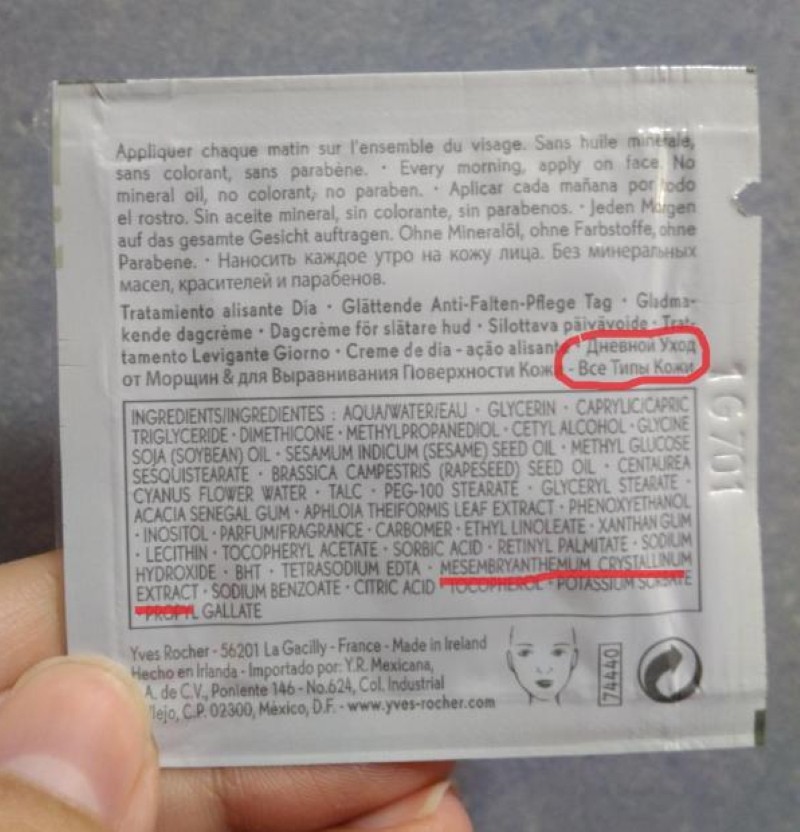 Appliquer chaque matin sur l'ensemble du visage. Sans huile minérale,
sans colorant, sans parabène. · Every morning, apply on face. No
mineral oil, no colorant, no paraben. · Aplicar cada mañana por todo
el rostro. Sin aceite mineral, sin colorante, sin parabenos. · Jeden Morgen
auf das gesamte Gesicht auftragen. Ohne Mineralöl, ohne Farbstoffe, ohne
Parabene. · Наносить каждое утро на кожу лица. Без минеральных
масел, красителей и парабенов.
Tratamiento alisante Dia · Glättende Anti-Falten-Pflege Tag · Gladma-
kende dagcrème · Dagcrème för slätare hud · Silottava päivävoide · Trat-
tamento Levigante Giorno · Creme de dia - ação alisante · Дневной Уход
от Морщин & для Выравнивания Поверхности Кожи - Все Типы Кожи
INGREDIENTS/INGREDIENTES : AQUA/WATER/EAU · GLYCERIN · CAPRYLIC/CAPRIC
TRIGLYCERIDE · DIMETHICONE · METHYLPROPANEDIOL · CETYL ALCOHOL · GLYCINE
SOJA (SOYBEAN) OIL · SESAMUM INDICUM (SESAME) SEED OIL · METHYL GLUCOSE
SESQUISTEARATE · BRASSICA CAMPESTRIS (RAPESEED) SEED OIL · CENTAUREA
CYANUS FLOWER WATER · TALC · PEG-100 STEARATE · GLYCERYL STEARATE ·
ACACIA SENEGAL GUM · APHLOIA THEIFORMIS LEAF EXTRACT · PHENOXYETHANOL
· INOSITOL · PARFUM/FRAGRANCE · CARBOMER · ETHYL LINOLEATE · XANTHAN GUM
· LECITHIN · TOCOPHERYL ACETATE · SORBIC ACID · RETINYL PALMITATE · SODIUM
HYDROXIDE · BHT · TETRASODIUM EDTA · MESEMBRYANTHEMUM CRYSTALLINUM
EXTRACT · SODIUM BENZOATE · CITRIC ACID · TOCOPHEROL · POTASSIUM SORBATE
· PROPYL GALLATE
Yves Rocher - 56201 La Gacilly - France - Made in Ireland
Hecho en Irlanda - Importado por: Y.R. Mexicana,
A. de C.V., Poniente 146 - No.624, Col. Industrial
llejo, C.P. 02300, México, D.F. - www.yves-rocher.com
74440
1G701